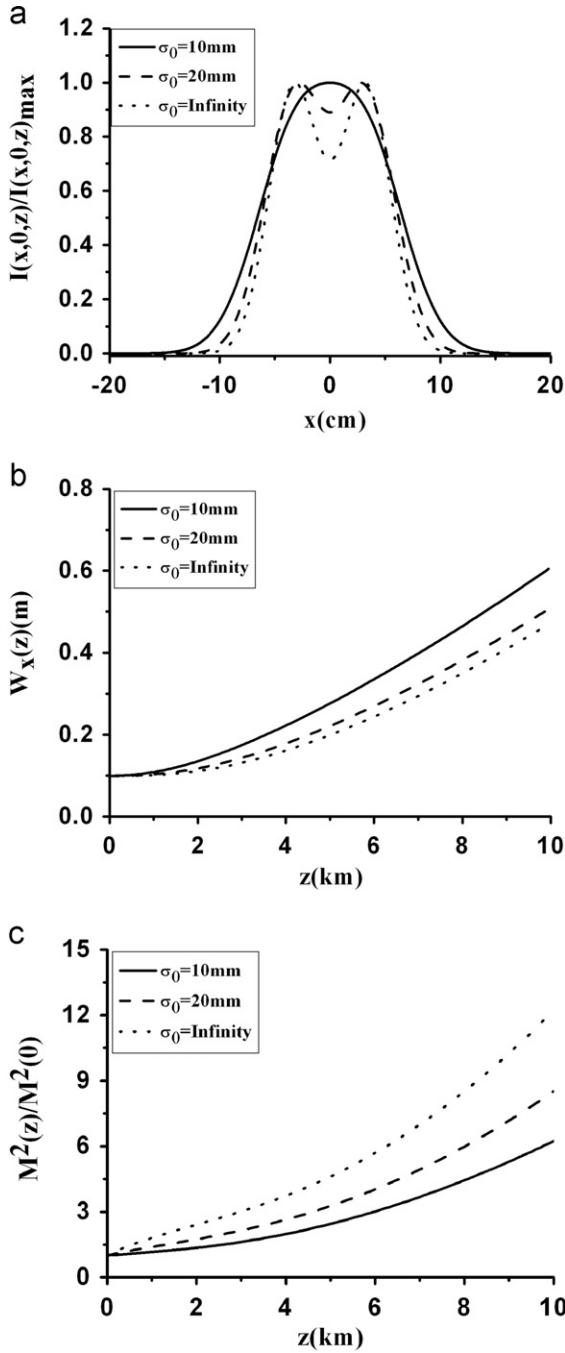 a
I(x,0,z)/I(x,0,z)max
1.2
1.0
0.8
0.6
0.4
0.2
0.0
σ0=10mm
σ0=20mm
σ0=Infinity
-20
-10
0
10
20
x(cm)
b
Wx(z)(m)
0.8
0.6
0.4
0.2
0.0
σ0=10mm
σ0=20mm
σ0=Infinity
0
2
4
6
8
10
z(km)
c
M²(z)/M²(0)
15
12
9
6
3
0
σ0=10mm
σ0=20mm
σ0=Infinity
0
2
4
6
8
10
z(km)